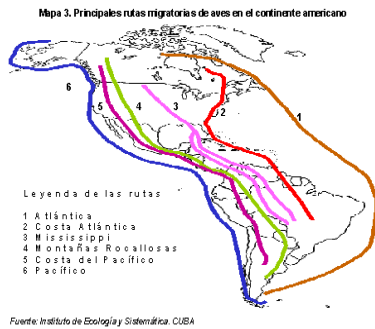 Mapa 3. Principales rutas migratorias de aves en el continente americano
6
5
4
3
2
1
Leyenda de las rutas
1 Atlántica
2 Costa Atlántica
3 Mississippi
4 Montañas Rocallosas
5 Costa del Pacífico
6 Pacífico
Fuente: Instituto de Ecología y Sistemática. CUBA